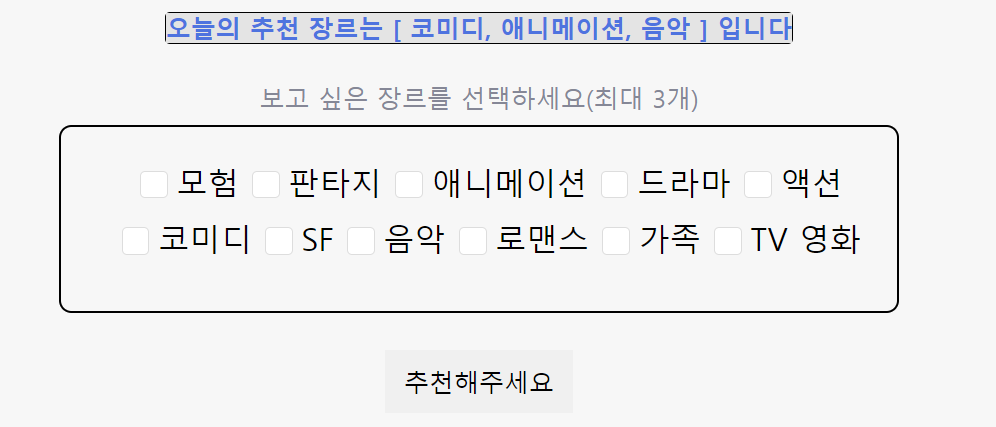 오늘의 추천 장르는 [ 코미디, 애니메이션, 음악 ] 입니다
보고 싶은 장르를 선택하세요(최대 3개)
모험 판타지 애니메이션 드라마 액션
코미디 SF 음악 로맨스 가족 TV 영화
추천해주세요